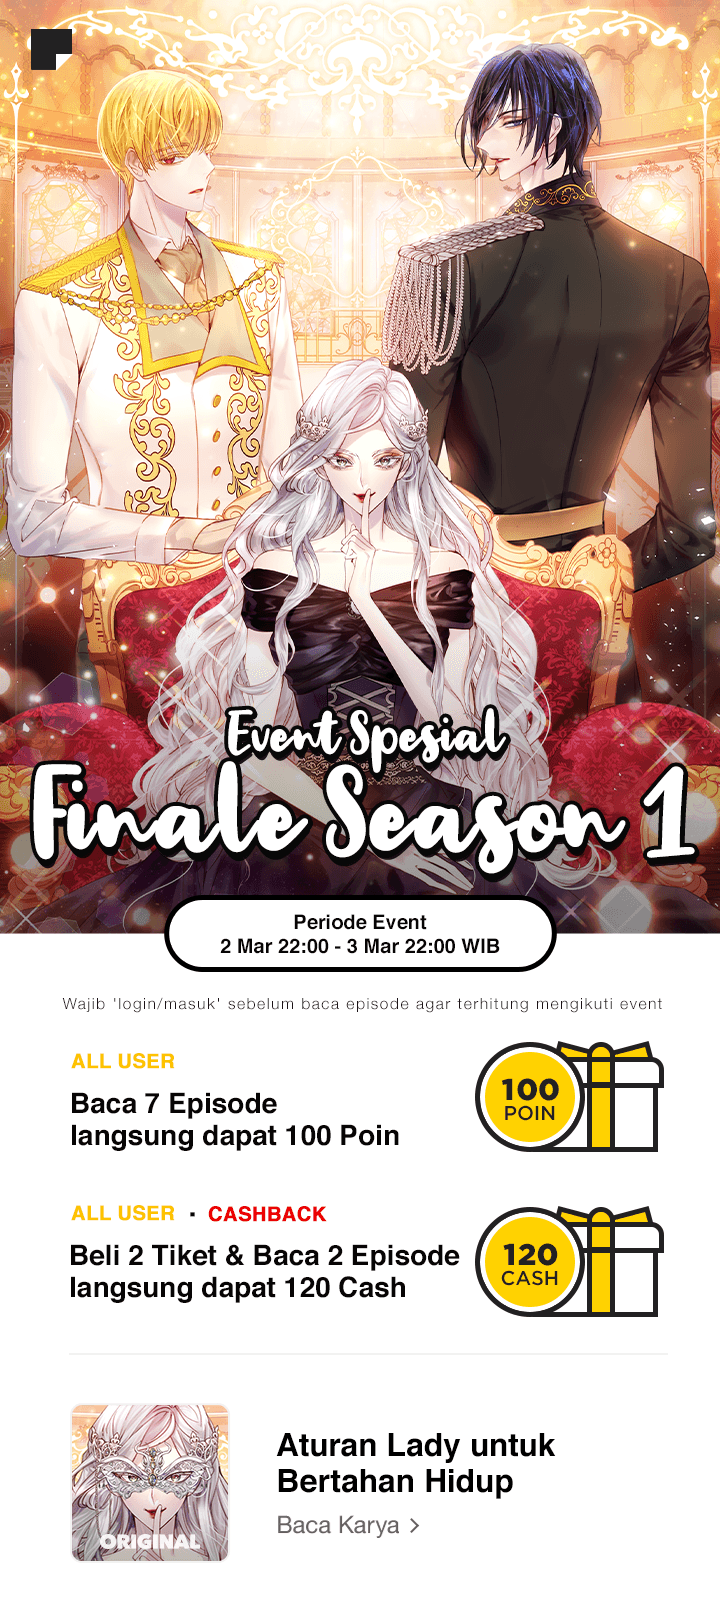 Event Spesial
Finale Season 1
Periode Event
2 Mar 22:00 - 3 Mar 22:00 WIB
Wajib 'login/masuk' sebelum baca episode agar terhitung mengikuti event
ALL USER
Baca 7 Episode
langsung dapat 100 Poin
100
POIN
ALL USER · CASHBACK
Beli 2 Tiket & Baca 2 Episode
langsung dapat 120 Cash
120
CASH
ORIGINAL
Aturan Lady untuk
Bertahan Hidup
Baca Karya >